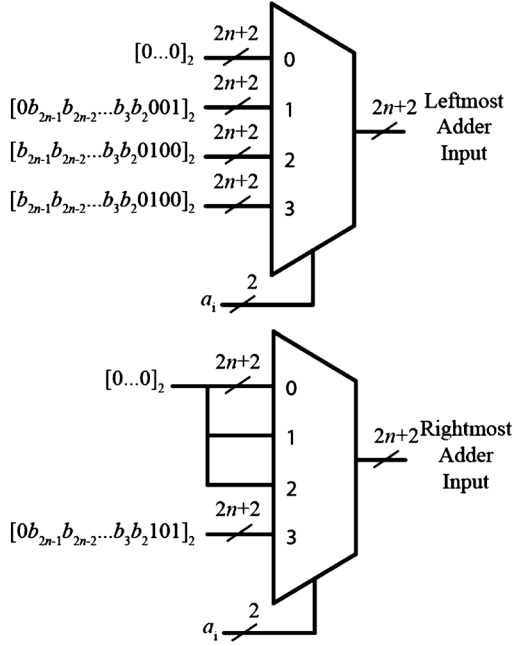 [0...0]₂ 2n+2 0
[0b₂ₙ₋₁b₂ₙ₋₂...b₃b₂001]₂ 2n+2 1
[b₂ₙ₋₁b₂ₙ₋₂...b₃b₂0100]₂ 2n+2 2
[b₂ₙ₋₁b₂ₙ₋₂...b₃b₂0100]₂ 2n+2 3
2n+2 Leftmost
Adder
Input
aᵢ 2
[0...0]₂ 2n+2 0
1
2
[0b₂ₙ₋₁b₂ₙ₋₂...b₃b₂101]₂ 2n+2 3
2n+2 Rightmost
Adder
Input
aᵢ 2